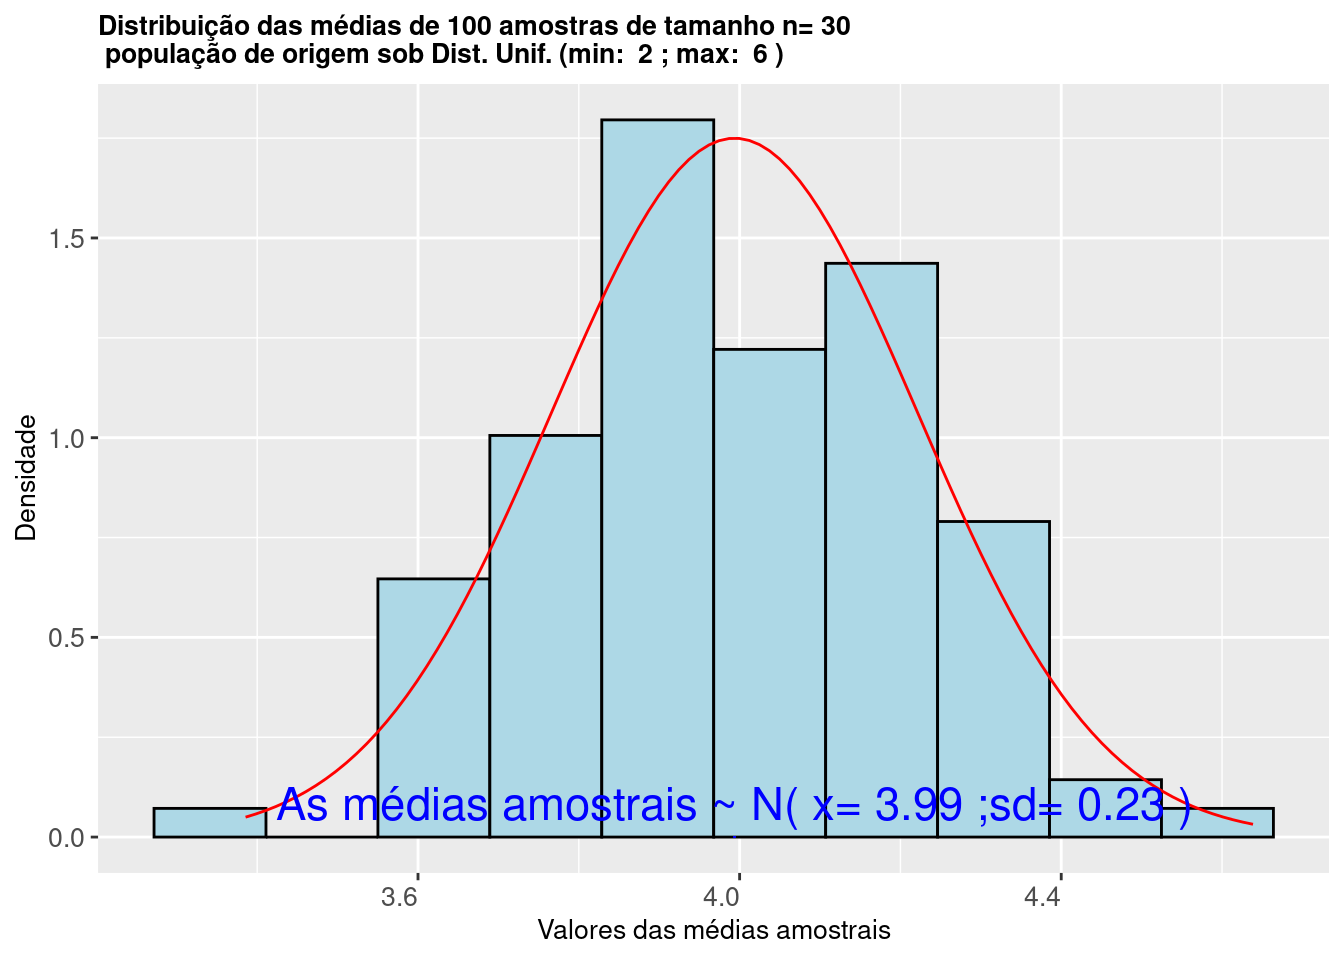 Distribuição das médias de 100 amostras de tamanho n= 30
população de origem sob Dist. Unif. (min:  2 ; max:  6 )
Densidade
1.5
1.0
0.5
0.0
As médias amostrais ~ N( x= 3.99 ;sd= 0.23 )
3.6
4.0
4.4
Valores das médias amostrais